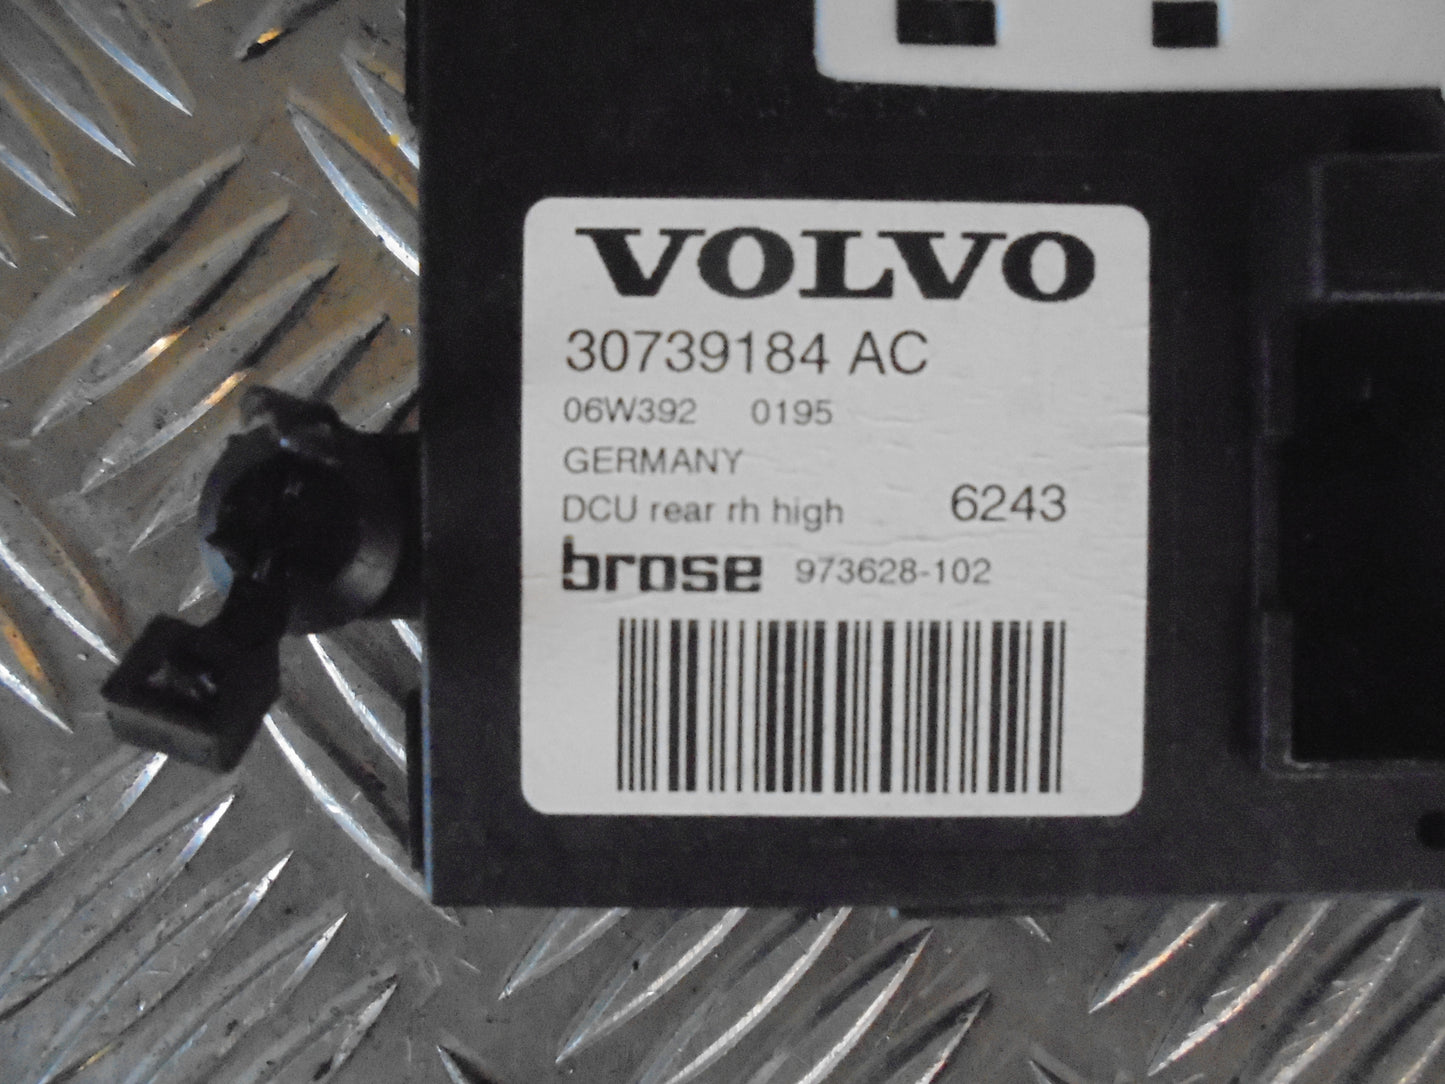 VOLVO
30739184 AC
06W392 0195
GERMANY
DCU rear rh high 6243
brose 973628-102